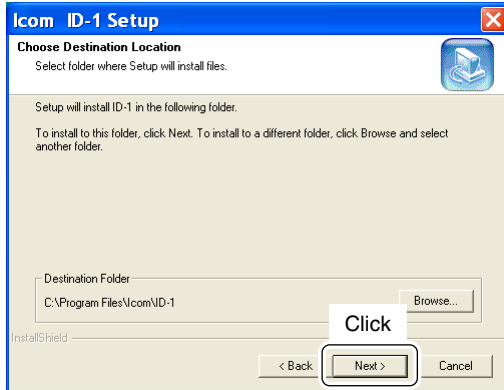 Icom ID-1 Setup
Choose Destination Location
Select folder where Setup will install files.
Setup will install ID-1 in the following folder.
To install to this folder, click Next. To install to a different folder, click Browse and select
another folder.
Destination Folder
C:\Program Files\Icom\ID-1
Browse...
Click
InstallShield
< Back
Next >
Cancel